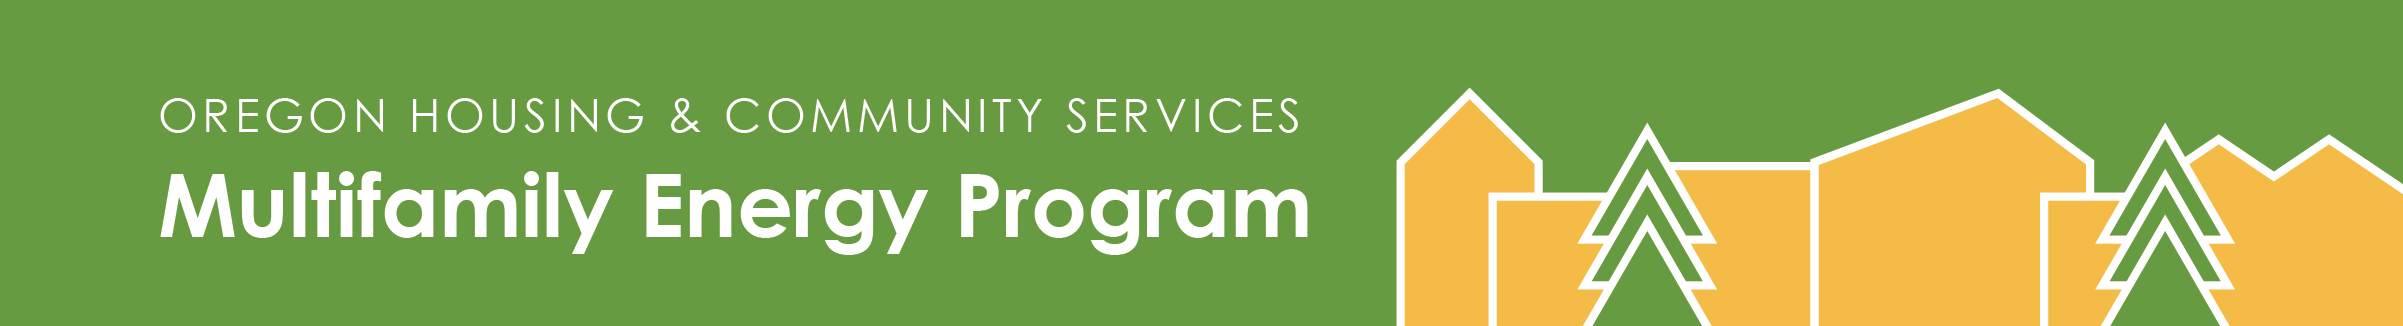 OREGON HOUSING & COMMUNITY SERVICES
Multifamily Energy Program